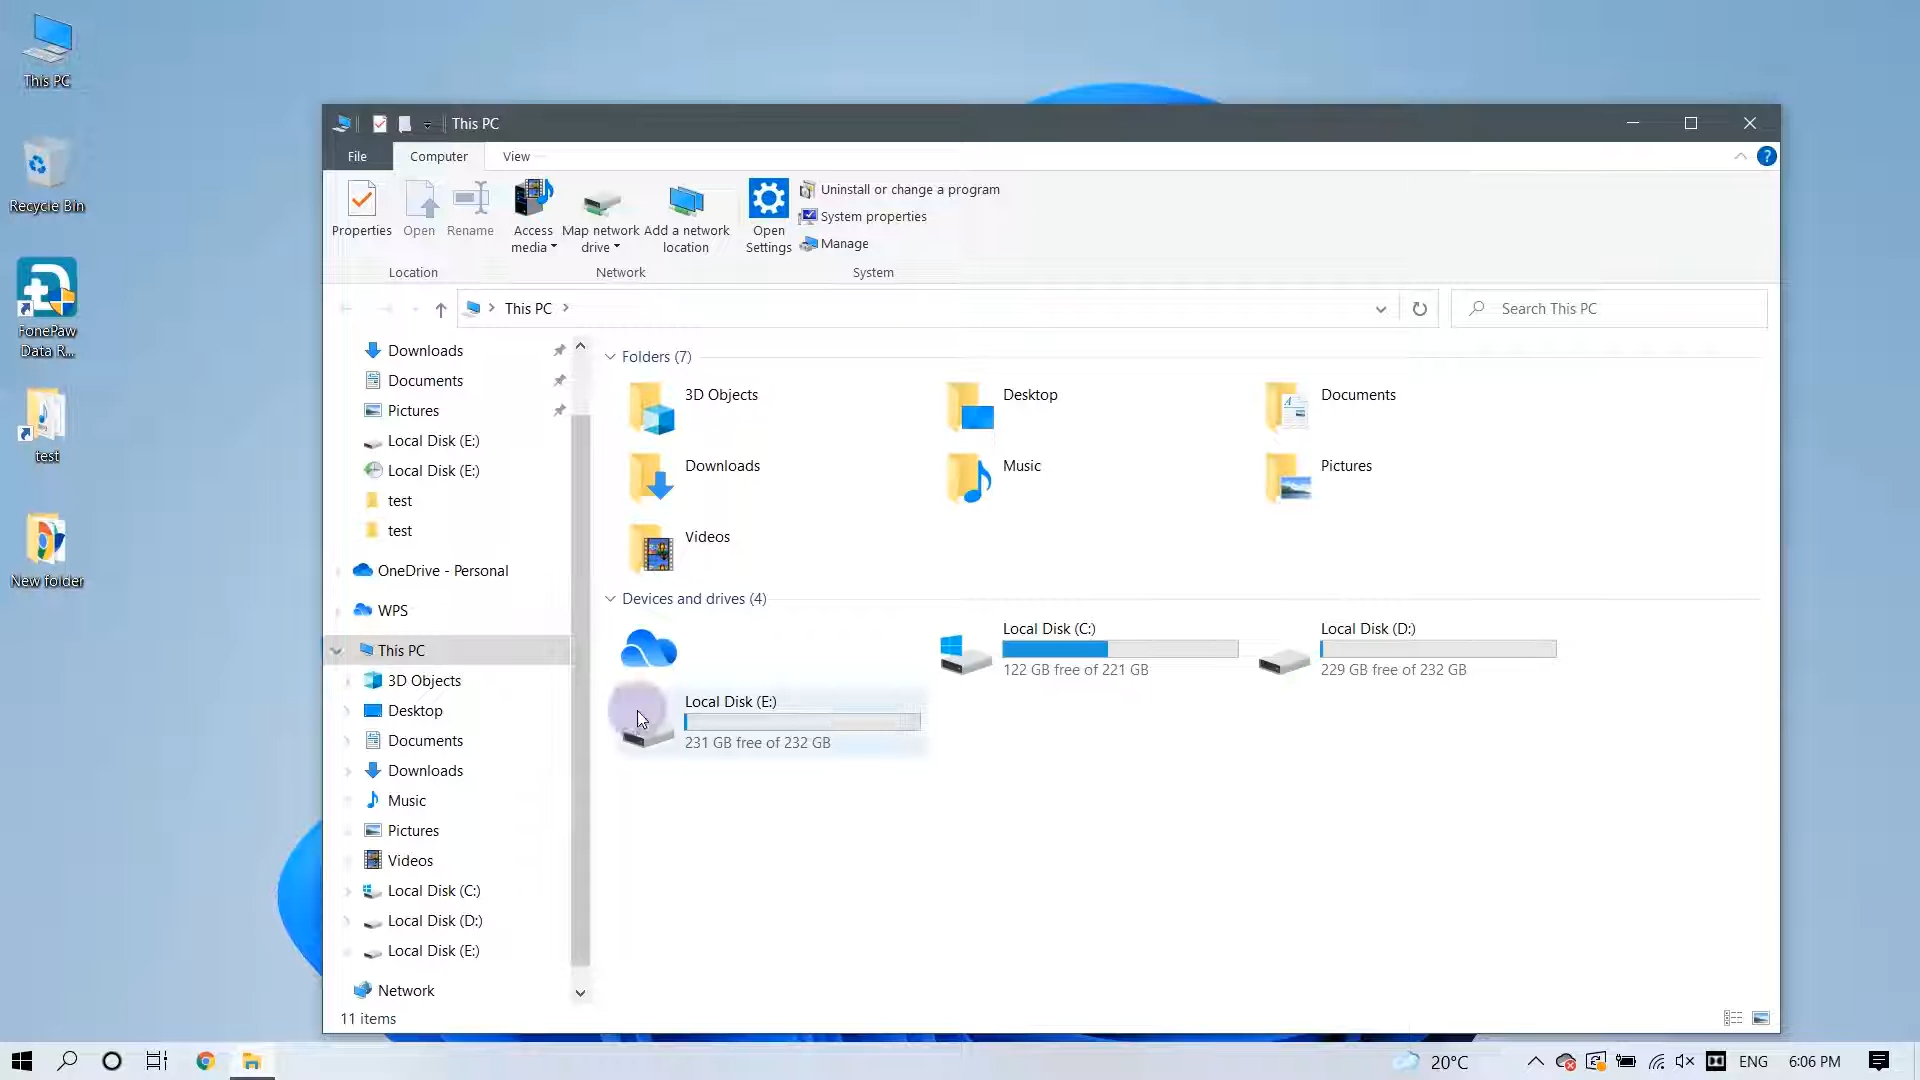 This PC
Recycle Bin
FonePaw
Data R...
test
New folder
This PC
File
Computer
View
Properties
Open
Rename
Access
media
Map network
drive
Add a network
location
Open
Settings
Uninstall or change a program
System properties
Manage
Location
Network
System
This PC
Search This PC
Downloads
Documents
Pictures
Local Disk (E:)
Local Disk (E:)
test
test
OneDrive - Personal
WPS
This PC
3D Objects
Desktop
Documents
Downloads
Music
Pictures
Videos
Local Disk (C:)
Local Disk (D:)
Local Disk (E:)
Network
Folders (7)
3D Objects
Desktop
Documents
Downloads
Music
Pictures
Videos
Devices and drives (4)
Local Disk (C:)
122 GB free of 221 GB
Local Disk (D:)
229 GB free of 232 GB
Local Disk (E:)
231 GB free of 232 GB
11 items
20°C
ENG
6:06 PM